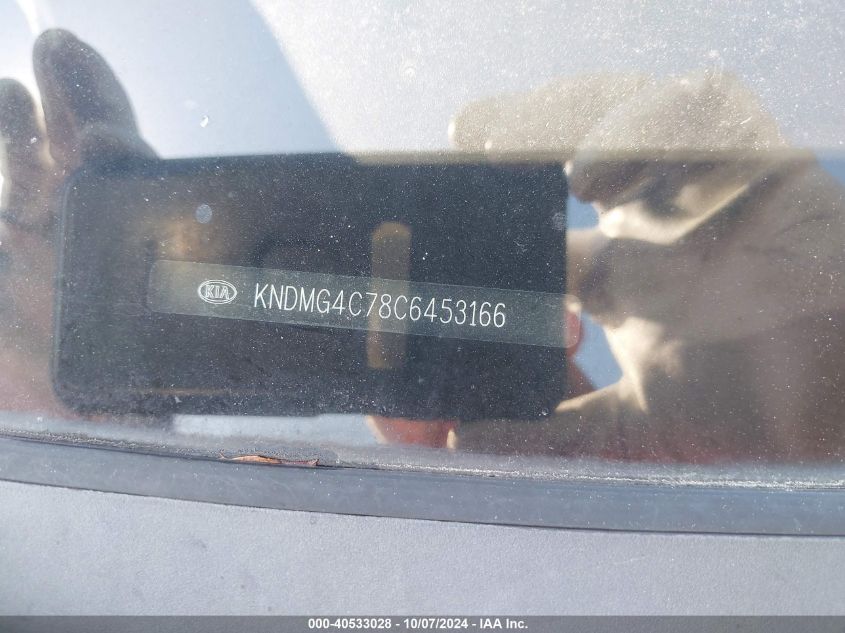 KIA KNDMG4C78C6453166
000-40533028 - 10/07/2024 - IAA Inc.